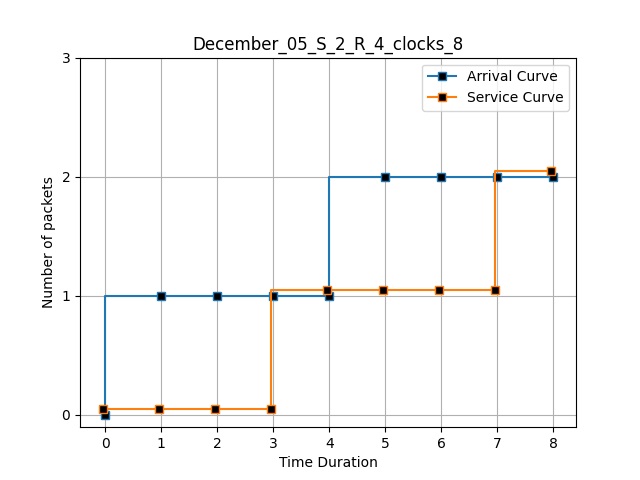 December_05_S_2_R_4_clocks_8
Arrival Curve
Service Curve
Number of packets
3
2
1
0
0 1 2 3 4 5 6 7 8
Time Duration